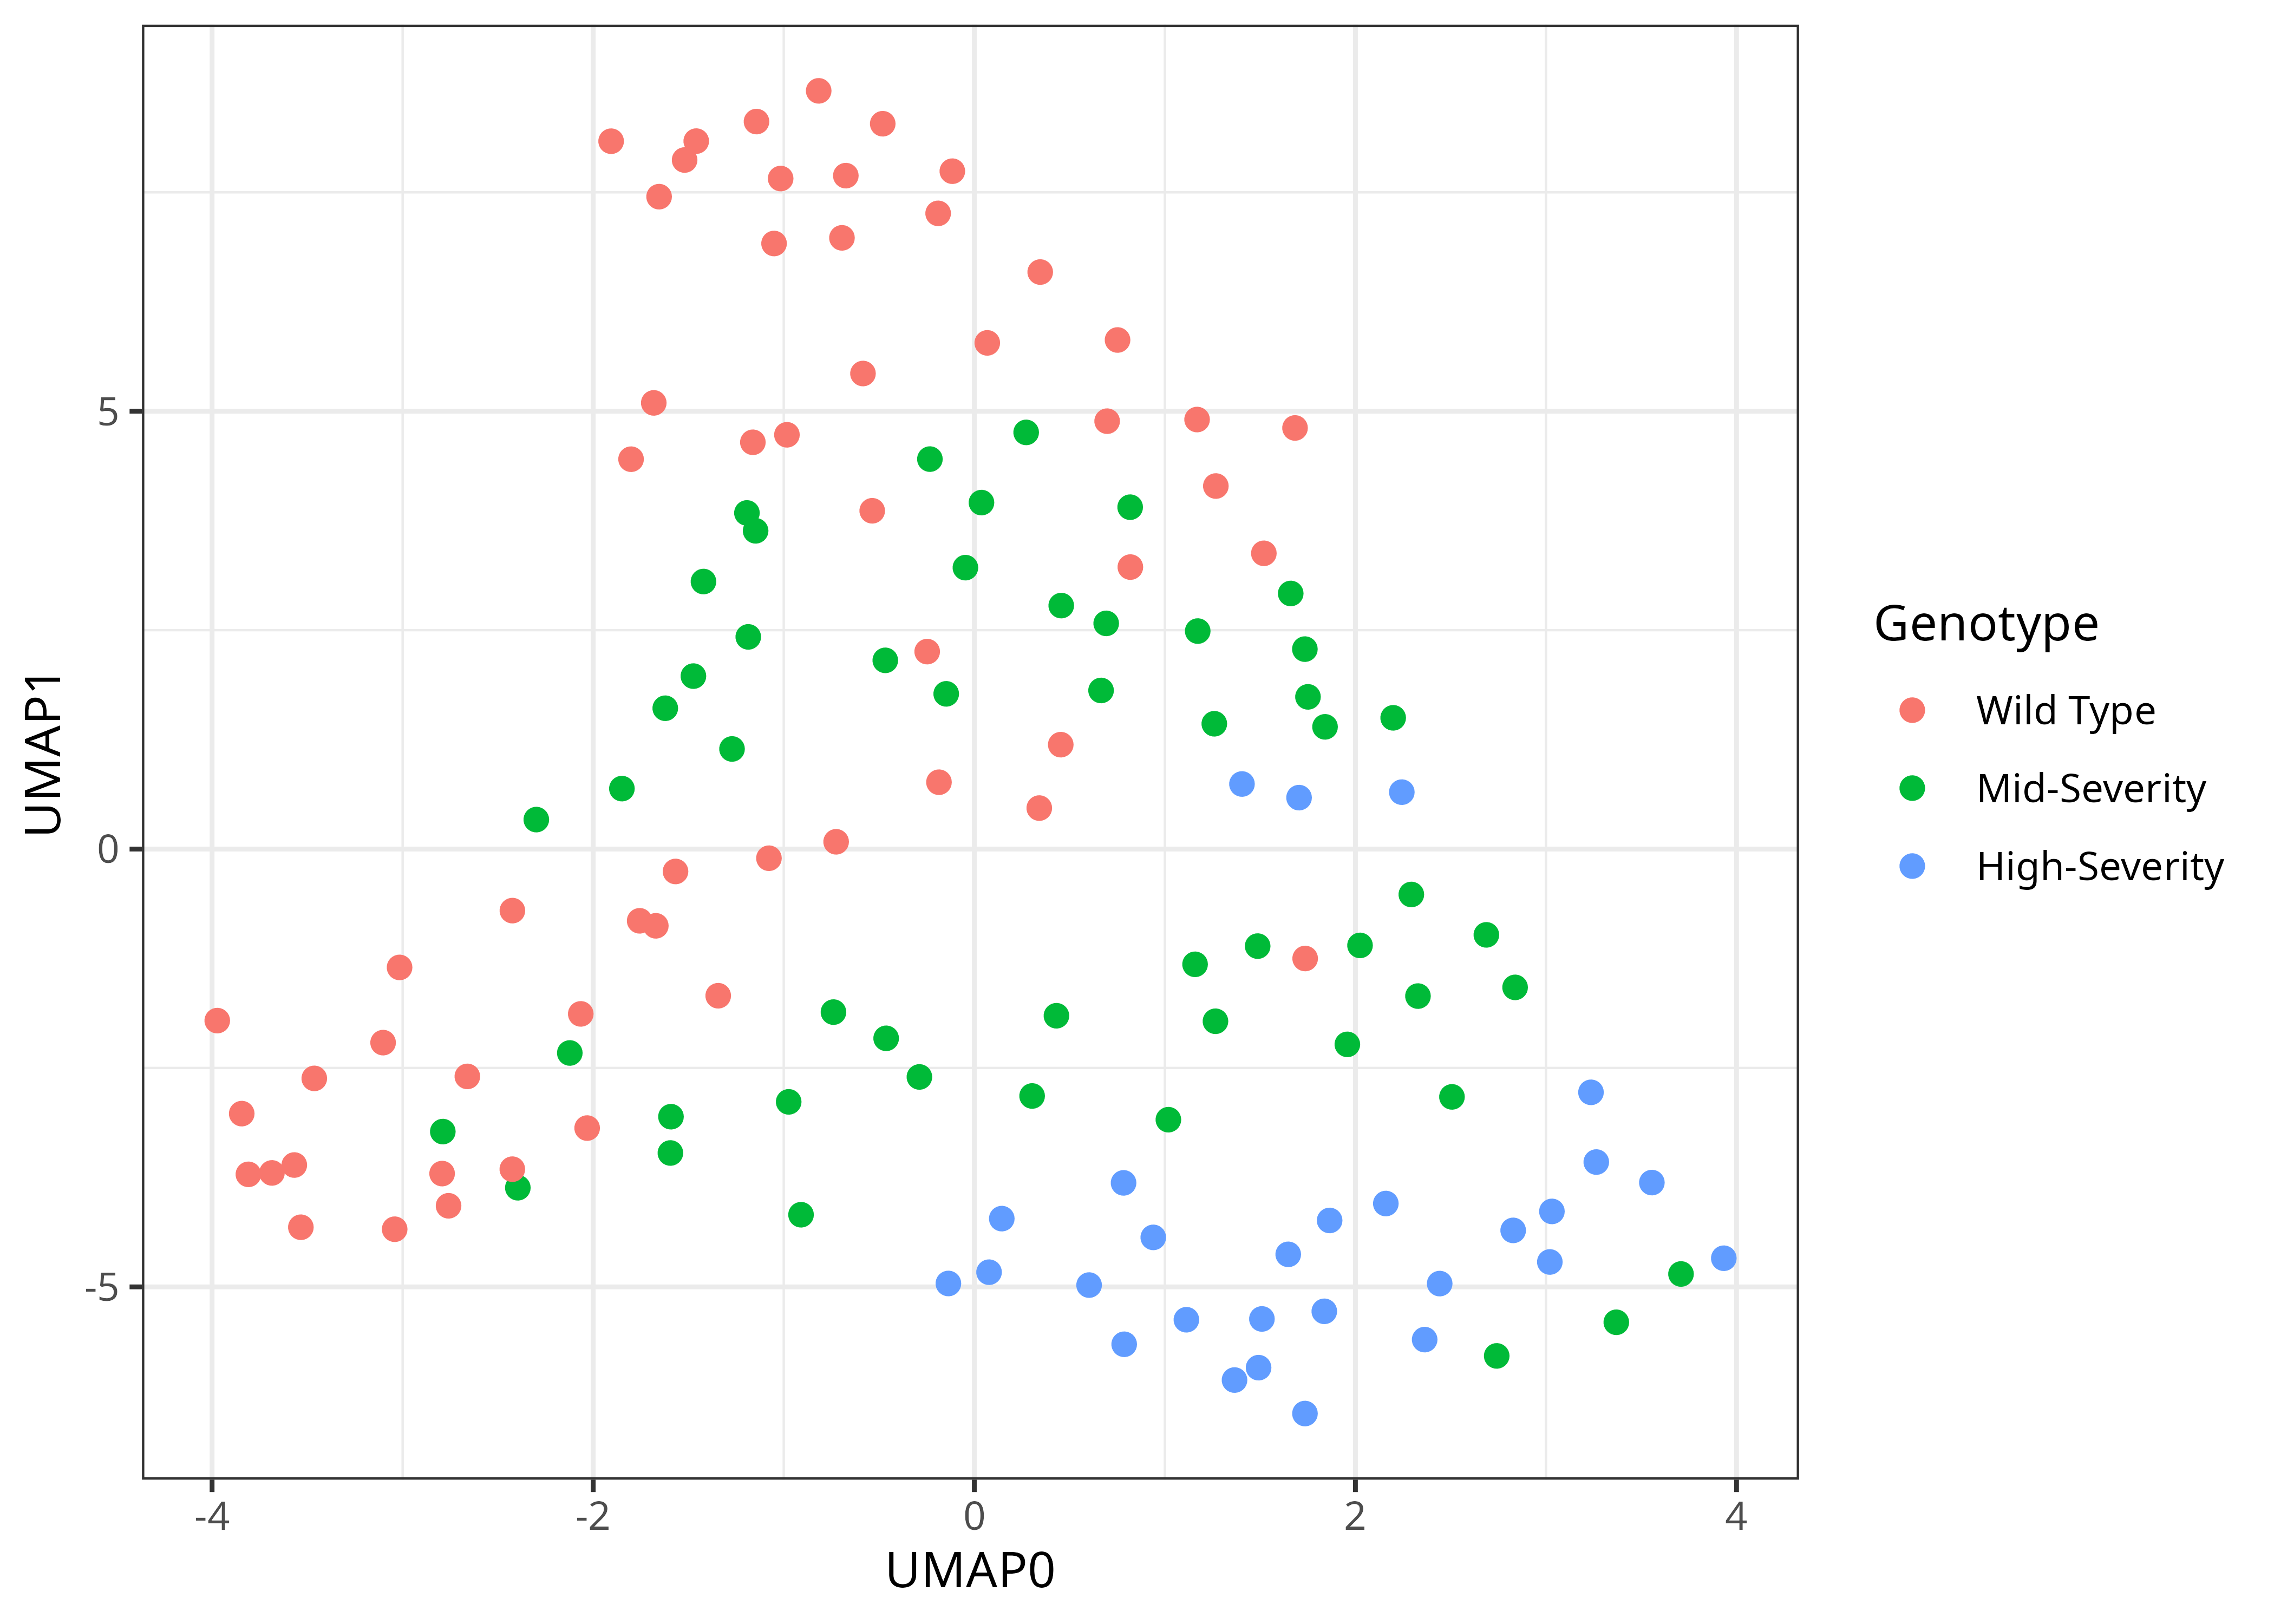 5
0
-5
UMAP1
-4 -2 0 2 4
UMAP0
Genotype
Wild Type
Mid-Severity
High-Severity